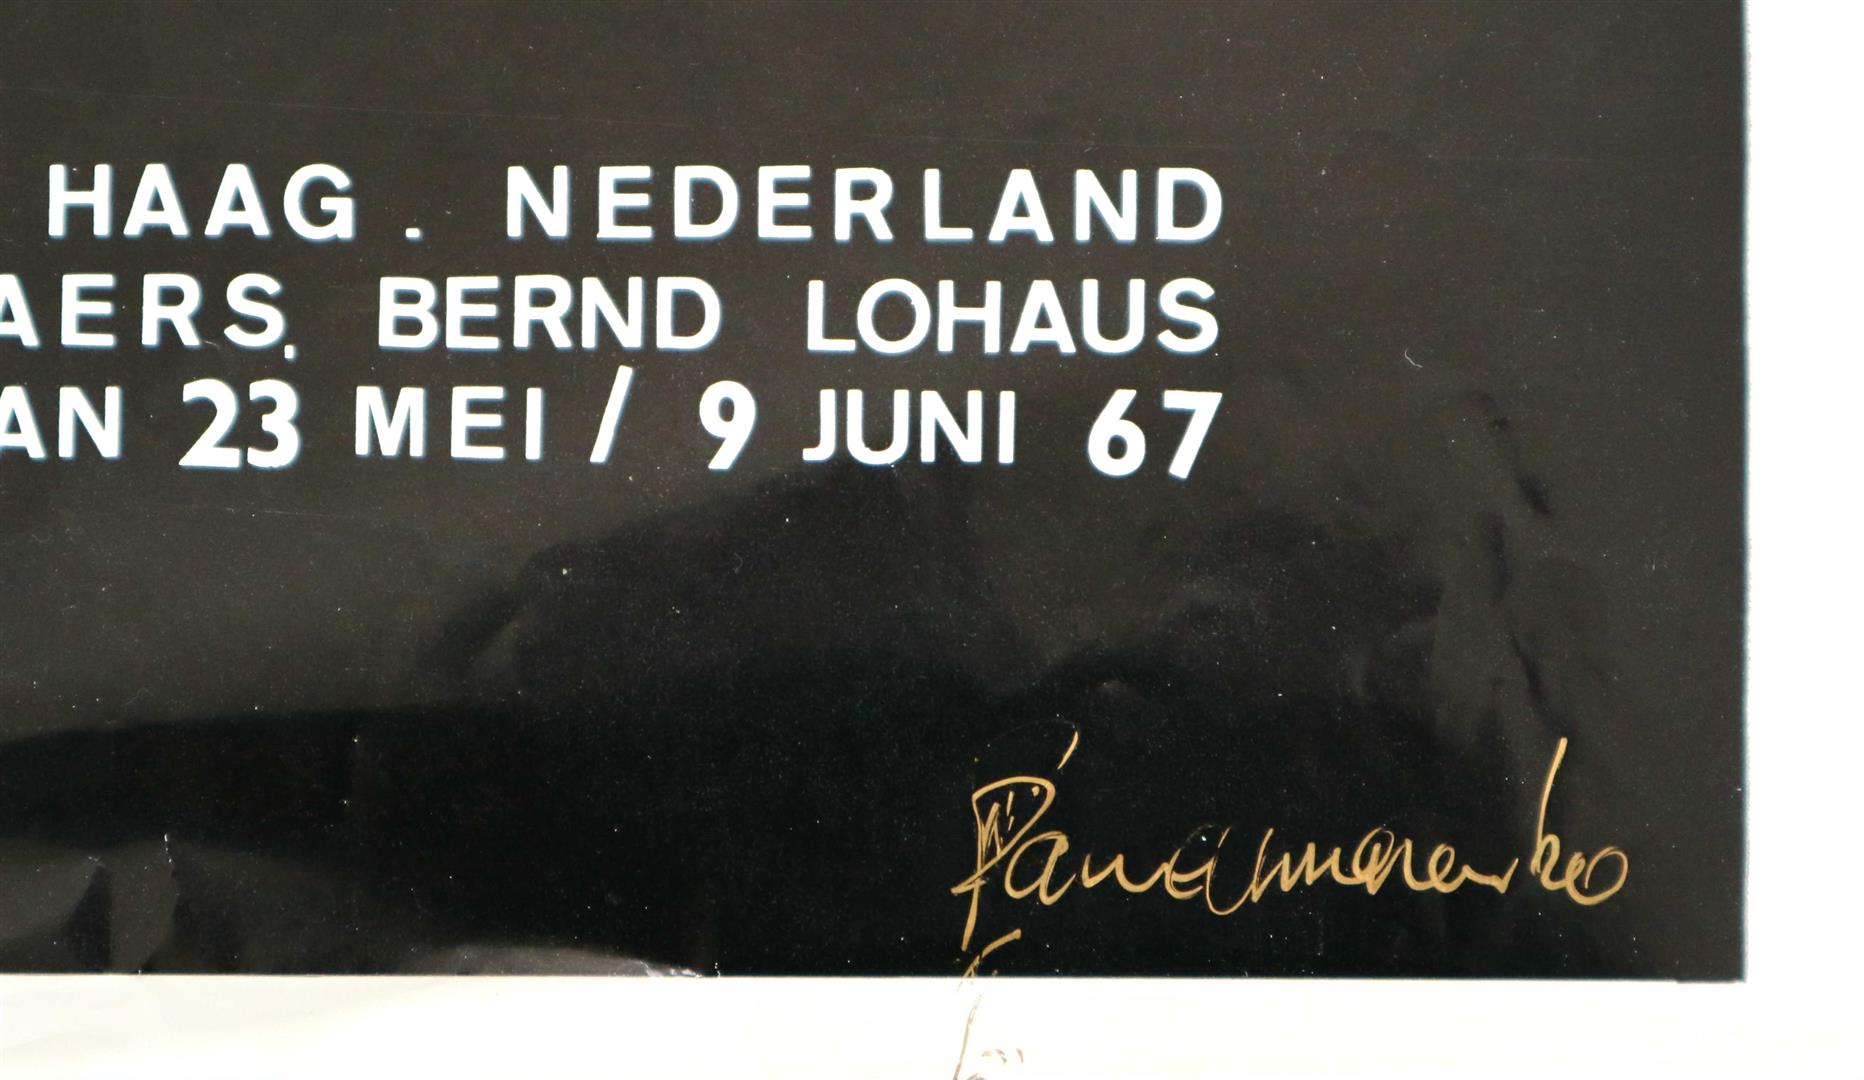 HAAG . NEDERLAND
AERS. BERND LOHAUS
AN 23 MEI / 9 JUNI 67
Panamarenko